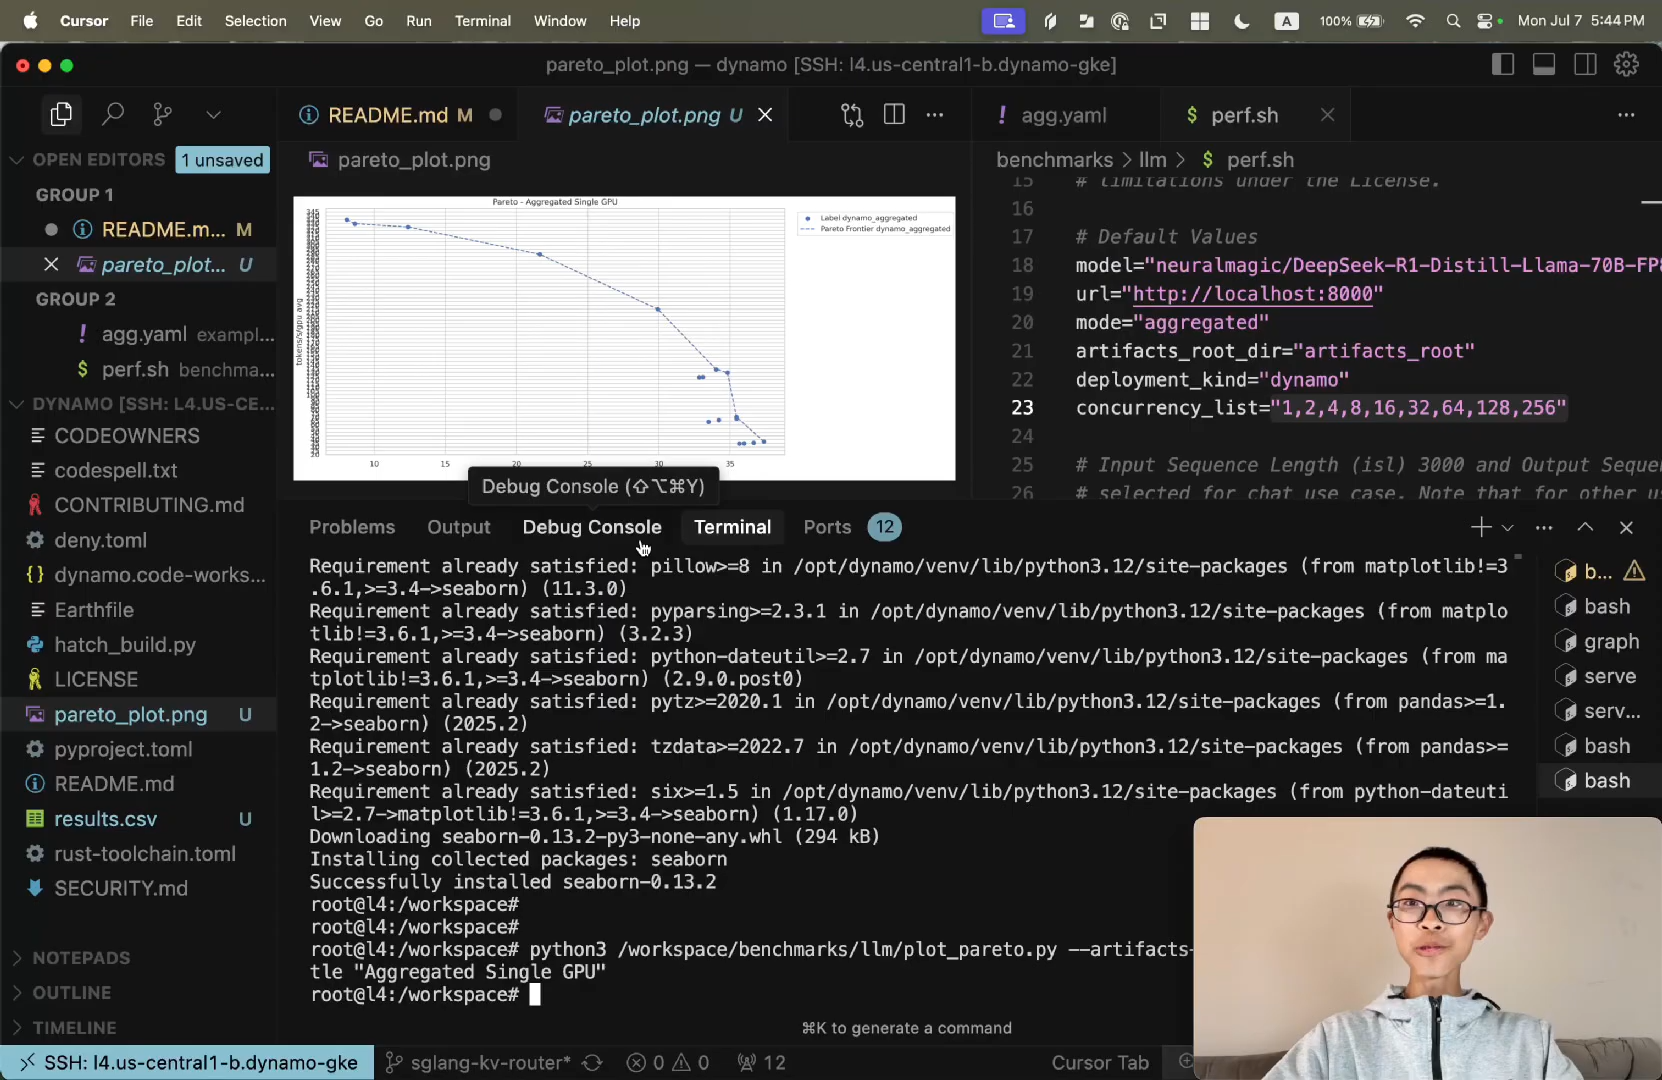 Cursor File Edit Selection View Go Run Terminal Window Help
A 100% Mon Jul 7 5:44 PM
pareto_plot.png — dynamo [SSH: l4.us-central1-b.dynamo-gke]
README.md M
pareto_plot.png U
agg.yaml
$ perf.sh
OPEN EDITORS 1 unsaved
GROUP 1
README.m... M
pareto_plot... U
GROUP 2
! agg.yaml exampl...
$ perf.sh benchma...
DYNAMO [SSH: L4.US-CE...
CODEOWNERS
codespell.txt
CONTRIBUTING.md
deny.toml
{} dynamo.code-works...
Earthfile
hatch_build.py
LICENSE
pareto_plot.png U
pyproject.toml
README.md
results.csv U
rust-toolchain.toml
SECURITY.md
NOTEPADS
OUTLINE
TIMELINE
pareto_plot.png
Pareto - Aggregated Single GPU
Label dynamo_aggregated
Pareto Frontier dynamo_aggregated
tokens/s/gpu avg
10 15 20 25 30 35
benchmarks > llm > $ perf.sh
15 # limitations under the License.
16
17 # Default Values
18 model="neuralmagic/DeepSeek-R1-Distill-Llama-70B-FP8
19 url="http://localhost:8000"
20 mode="aggregated"
21 artifacts_root_dir="artifacts_root"
22 deployment_kind="dynamo"
23 concurrency_list="1,2,4,8,16,32,64,128,256"
24
25 # Input Sequence Length (isl) 3000 and Output Seque
26 # selected for chat use case. Note that for other u
Debug Console (⇧⌥⌘Y)
Problems Output Debug Console Terminal Ports 12
Requirement already satisfied: pillow>=8 in /opt/dynamo/venv/lib/python3.12/site-packages (from matplotlib!=3
.6.1,>=3.4->seaborn) (11.3.0)
Requirement already satisfied: pyparsing>=2.3.1 in /opt/dynamo/venv/lib/python3.12/site-packages (from matplo
tlib!=3.6.1,>=3.4->seaborn) (3.2.3)
Requirement already satisfied: python-dateutil>=2.7 in /opt/dynamo/venv/lib/python3.12/site-packages (from ma
tplotlib!=3.6.1,>=3.4->seaborn) (2.9.0.post0)
Requirement already satisfied: pytz>=2020.1 in /opt/dynamo/venv/lib/python3.12/site-packages (from pandas>=1.
2->seaborn) (2025.2)
Requirement already satisfied: tzdata>=2022.7 in /opt/dynamo/venv/lib/python3.12/site-packages (from pandas>=
1.2->seaborn) (2025.2)
Requirement already satisfied: six>=1.5 in /opt/dynamo/venv/lib/python3.12/site-packages (from python-dateuti
l>=2.7->matplotlib!=3.6.1,>=3.4->seaborn) (1.17.0)
Downloading seaborn-0.13.2-py3-none-any.whl (294 kB)
Installing collected packages: seaborn
Successfully installed seaborn-0.13.2
root@l4:/workspace#
root@l4:/workspace#
root@l4:/workspace# python3 /workspace/benchmarks/llm/plot_pareto.py --artifacts-
tle "Aggregated Single GPU"
root@l4:/workspace#
⌘K to generate a command
b...
bash
graph
serve
serv...
bash
bash
SSH: l4.us-central1-b.dynamo-gke
sglang-kv-router*
0 0
12
Cursor Tab